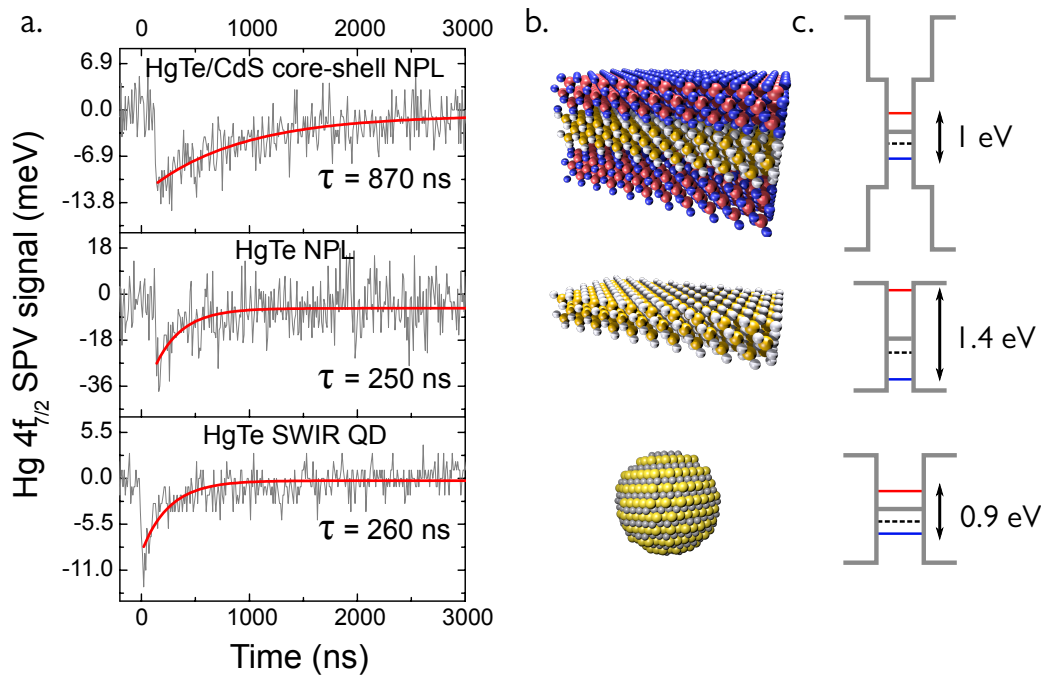 a.
b.
c.
0 1000 2000 3000
Hg 4f7/2 SPV signal (meV)
HgTe/CdS core-shell NPL
6.9
0.0
-6.9
-13.8
τ = 870 ns
HgTe NPL
18
0
-18
-36
τ = 250 ns
HgTe SWIR QD
5.5
0.0
-5.5
-11.0
τ = 260 ns
0 1000 2000 3000
Time (ns)
1 eV
1.4 eV
0.9 eV